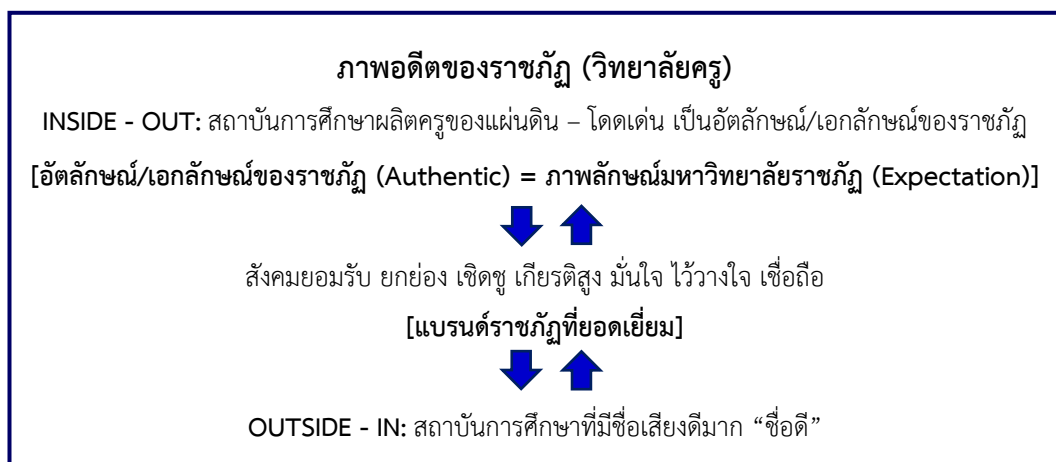 ภาพอดีตของราชภัฏ (วิทยาลัยครู)
INSIDE - OUT: สถาบันการศึกษาผลิตครูของแผ่นดิน – โดดเด่น เป็นอัตลักษณ์/เอกลักษณ์ของราชภัฏ
[อัตลักษณ์/เอกลักษณ์ของราชภัฏ (Authentic) = ภาพลักษณ์มหาวิทยาลัยราชภัฏ (Expectation)]
สังคมยอมรับ ยกย่อง เชิดชู เกียรติสูง มั่นใจ ไว้วางใจ เชื่อถือ
[แบรนด์ราชภัฏที่ยอดเยี่ยม]
OUTSIDE - IN: สถาบันการศึกษาที่มีชื่อเสียงดีมาก “ชื่อดี”